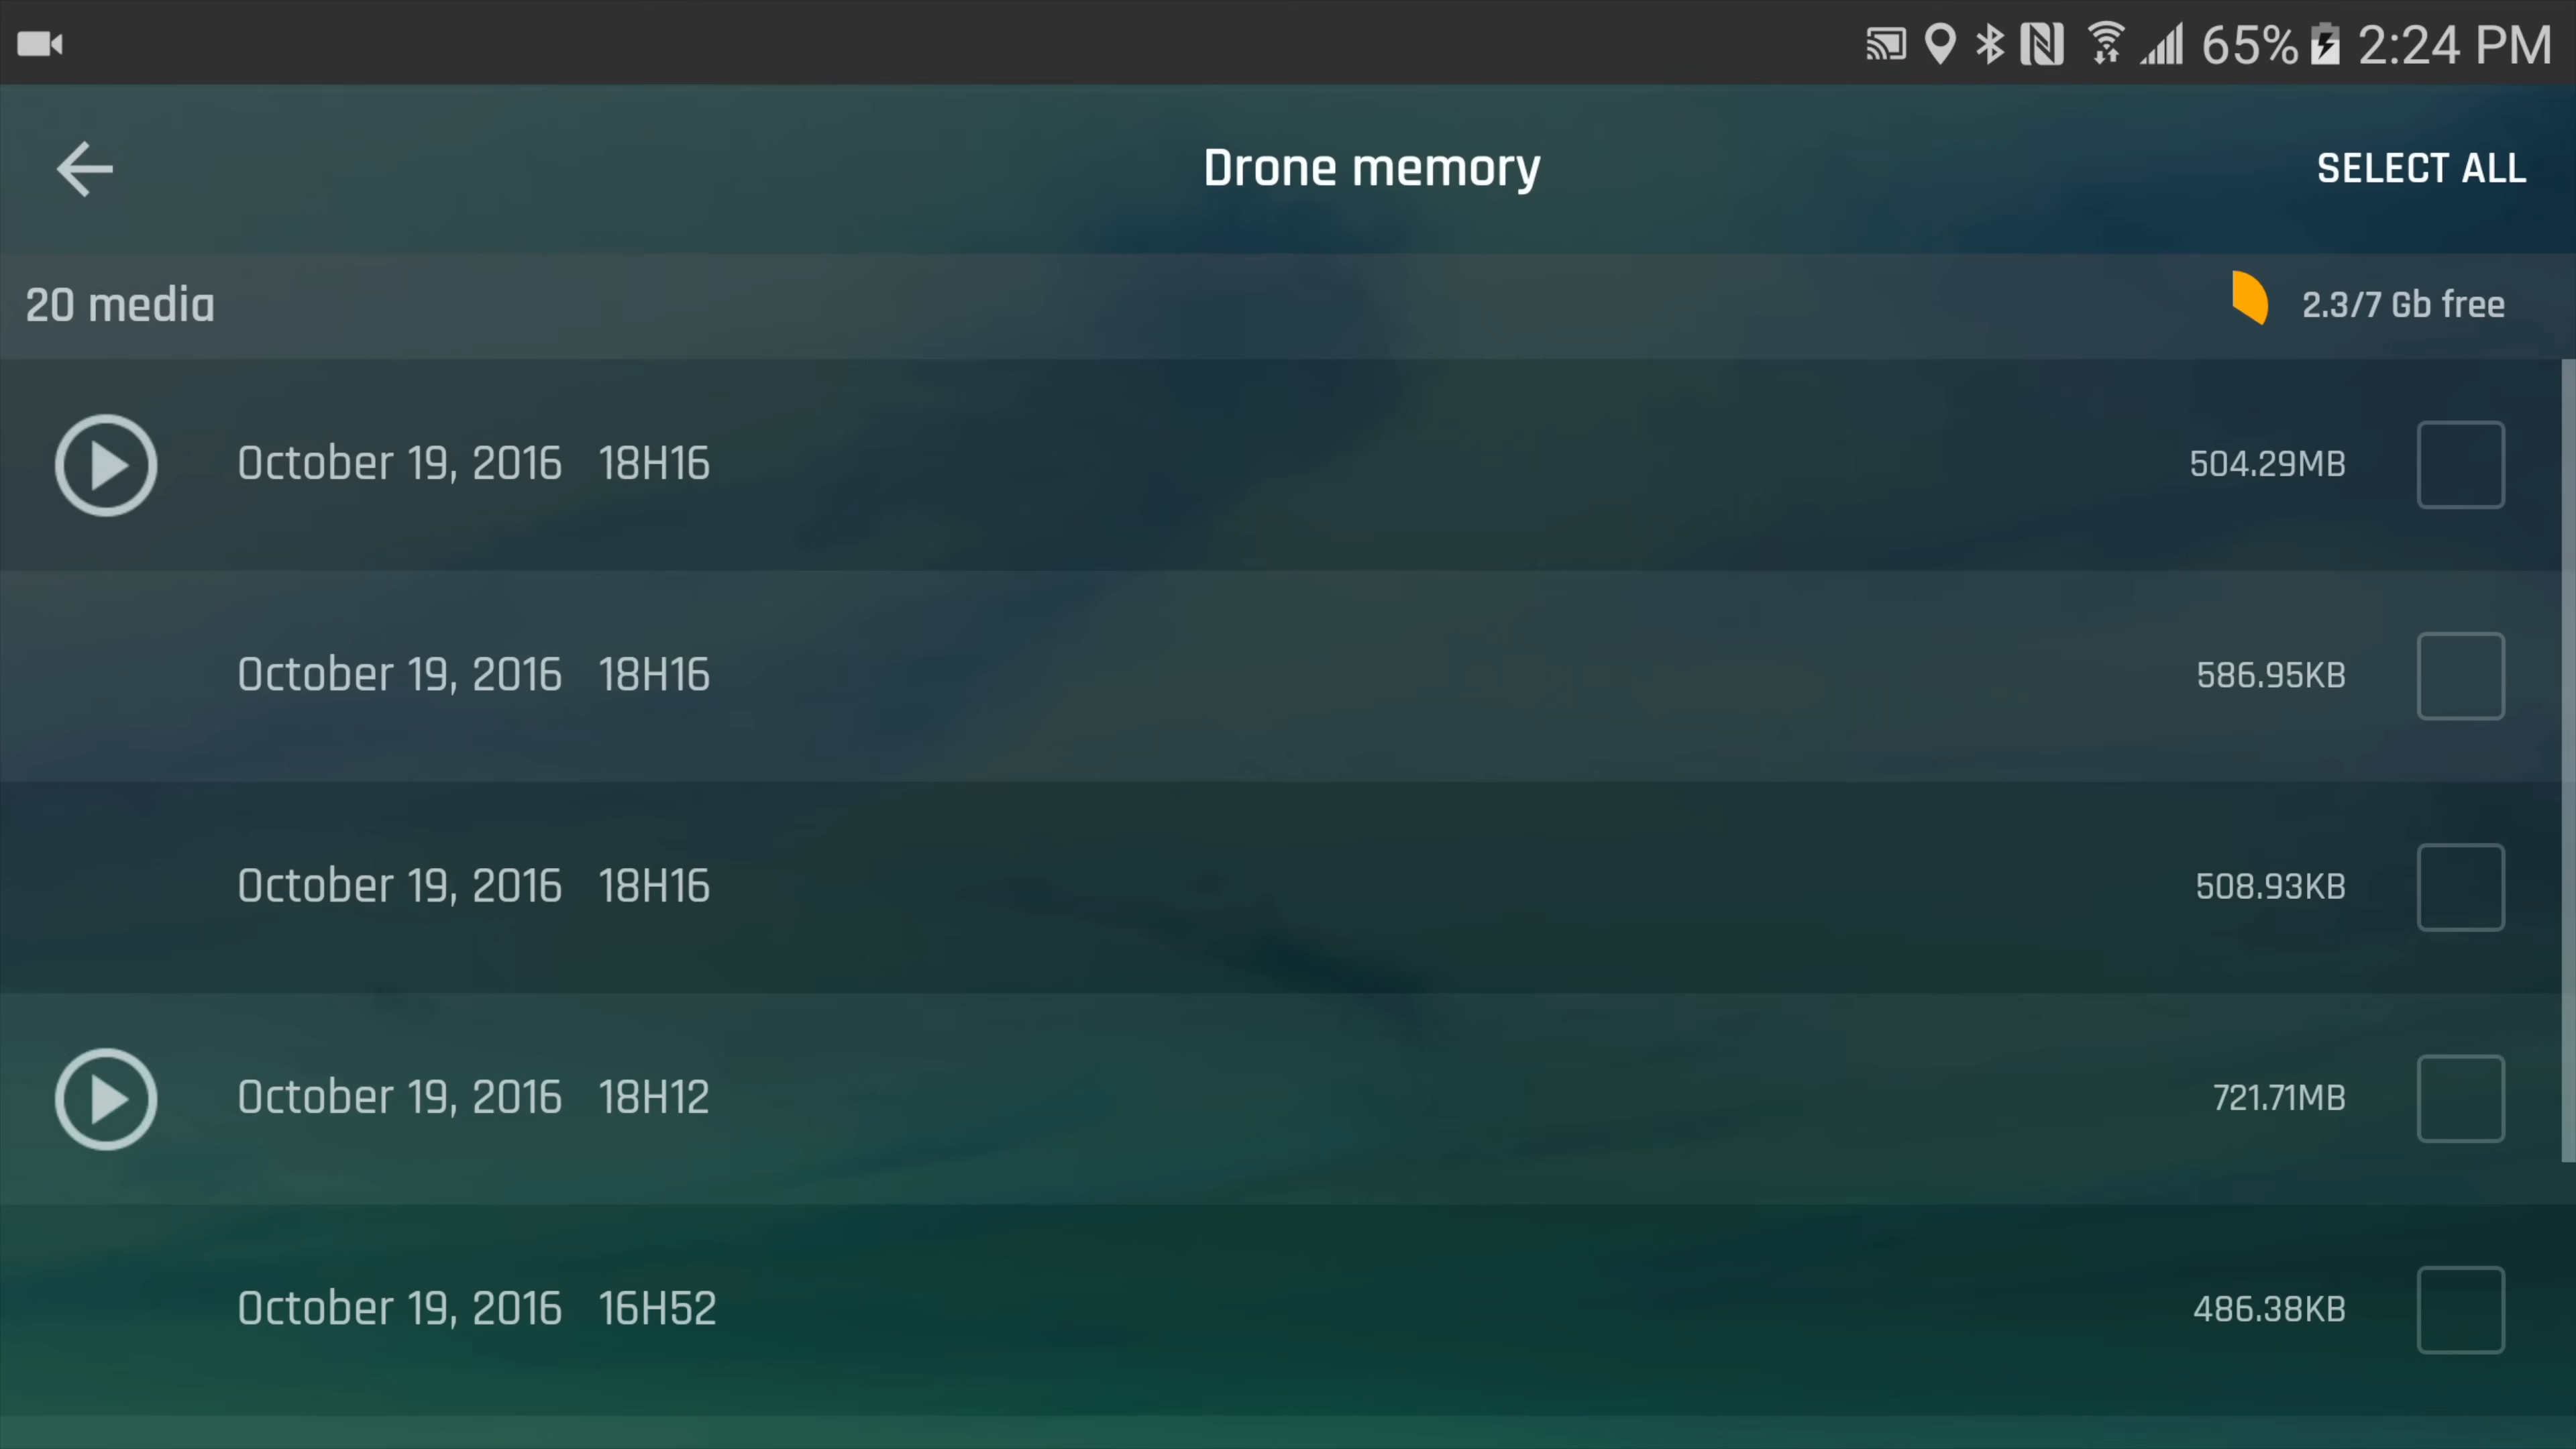 65% 2:24 PM
Drone memory
SELECT ALL
20 media
2.3/7 Gb free
October 19, 2016 18H16 504.29MB
October 19, 2016 18H16 586.95KB
October 19, 2016 18H16 508.93KB
October 19, 2016 18H12 721.71MB
October 19, 2016 16H52 486.38KB